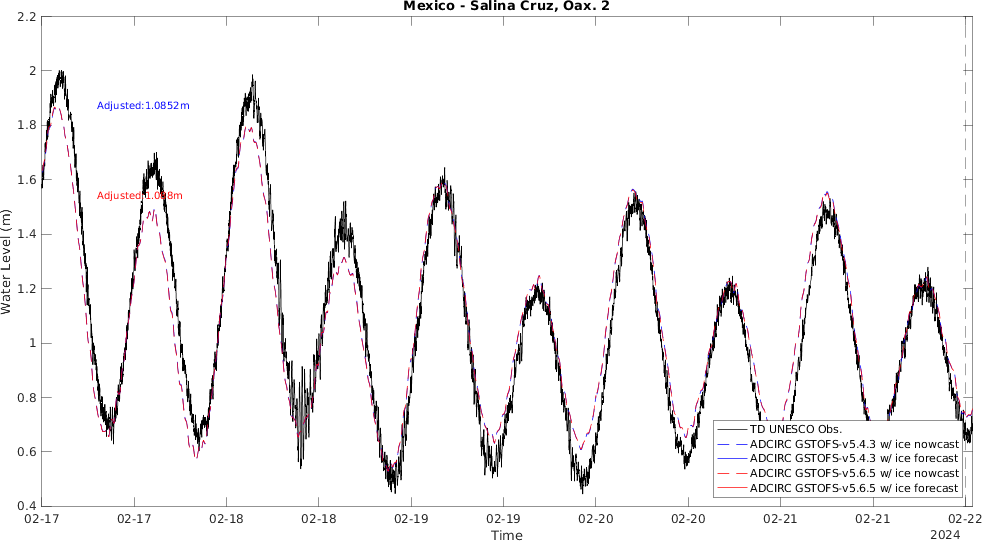 Mexico - Salina Cruz, Oax. 2
2.2
2
1.8
1.6
1.4
1.2
1
0.8
0.6
0.4
Water Level (m)
Adjusted:1.0852m
TD UNESCO Obs.
ADCIRC GSTOFS-v5.4.3 w/ ice nowcast
ADCIRC GSTOFS-v5.4.3 w/ ice forecast
ADCIRC GSTOFS-v5.6.5 w/ ice nowcast
ADCIRC GSTOFS-v5.6.5 w/ ice forecast
02-17 02-17 02-18 02-18 02-19 02-19 02-20 02-20 02-21 02-21 02-22
Time
2024